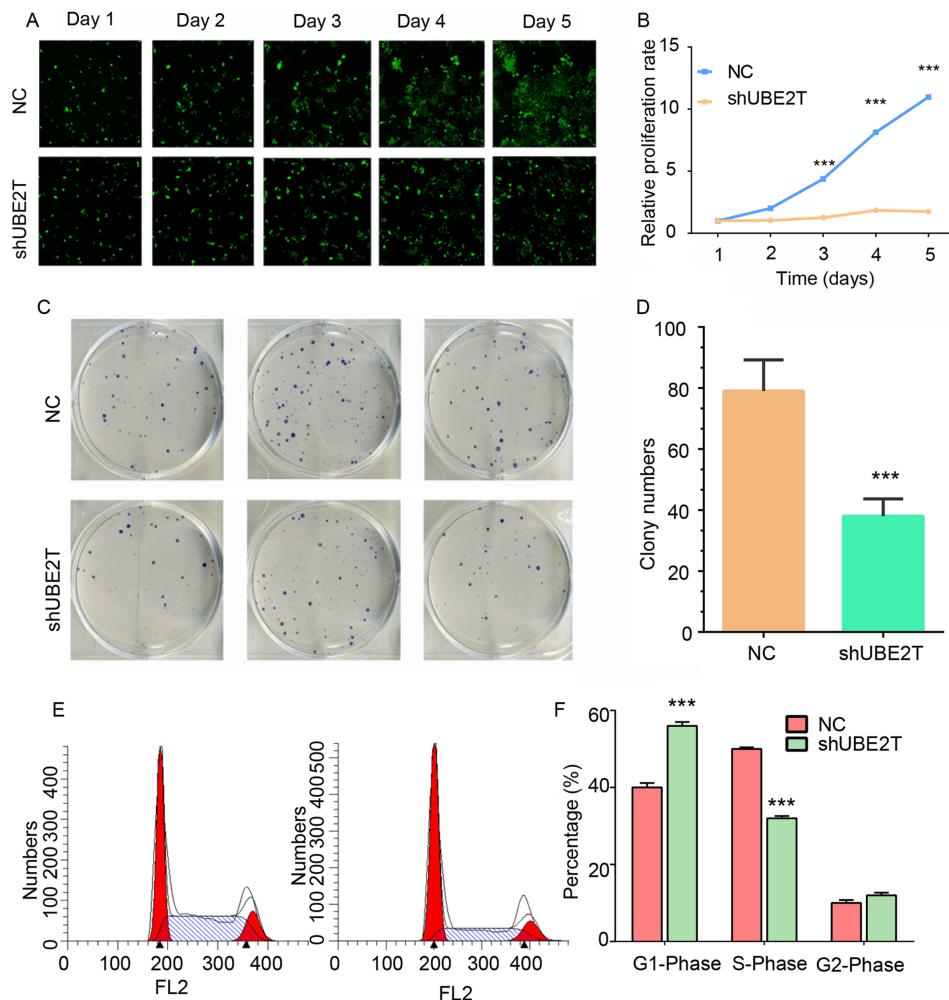 A
Day 1 Day 2 Day 3 Day 4 Day 5
NC
shUBE2T
B
Relative proliferation rate
15
10
5
0
NC
shUBE2T
***
***
***
1 2 3 4 5
Time (days)
C
NC
shUBE2T
D
Clony numbers
100
80
60
40
20
0
***
NC shUBE2T
E
Numbers
0 100 200 300 400
0 200 400
FL2
Numbers
0 100 200 300 400 500
0 100 200 300 400
FL2
F
Percentage (%)
60
40
20
0
***
***
NC
shUBE2T
G1-Phase S-Phase G2-Phase